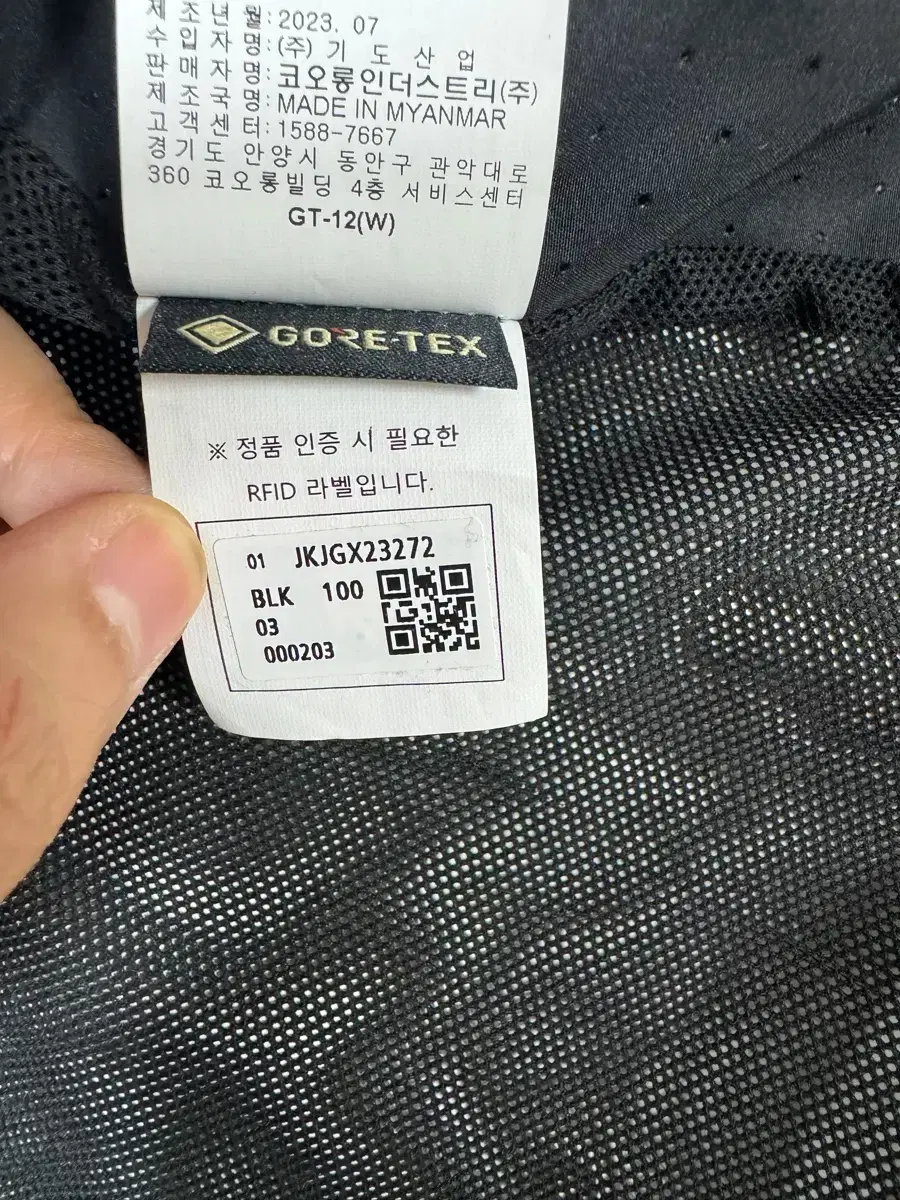 제조년월:2023. 07
수입자명:(주)기도산업
판매자명:코오롱인더스트리(주)
제조국명:MADE IN MYANMAR
고객센터:1588-7667
경기도 안양시 동안구 관악대로
360 코오롱빌딩 4층 서비스센터
GT-12(W)
GORE-TEX
※ 정품 인증 시 필요한
RFID 라벨입니다.
01 JKJGX23272
BLK 100
03
000203